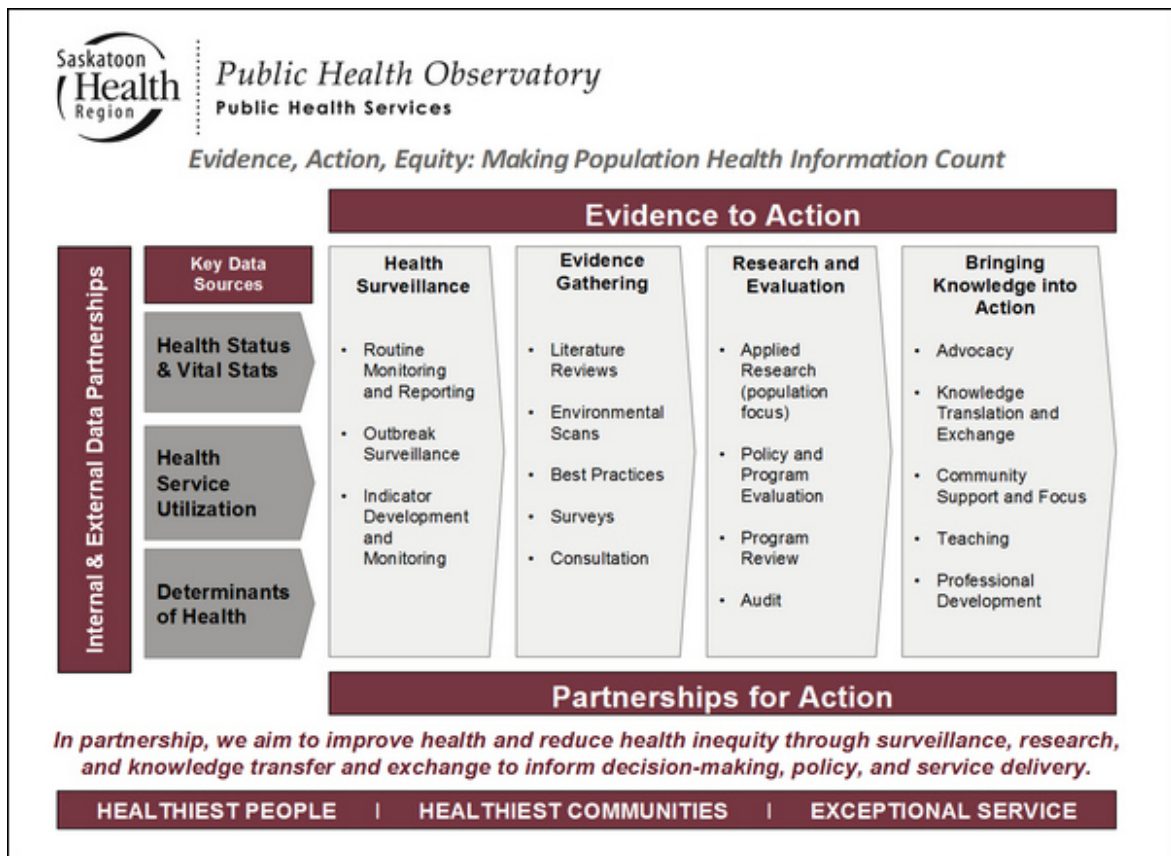 Saskatoon
Health
Region
Public Health Observatory
Public Health Services
Evidence, Action, Equity: Making Population Health Information Count
Evidence to Action
Internal & External Data Partnerships
Key Data
Sources
Health Status
& Vital Stats
Health
Service
Utilization
Determinants
of Health
Health
Surveillance
• Routine
Monitoring
and Reporting
• Outbreak
Surveillance
• Indicator
Development
and
Monitoring
Evidence
Gathering
• Literature
Reviews
• Environmental
Scans
• Best Practices
• Surveys
• Consultation
Research and
Evaluation
• Applied
Research
(population
focus)
• Policy and
Program
Evaluation
• Program
Review
• Audit
Bringing
Knowledge into
Action
• Advocacy
• Knowledge
Translation and
Exchange
• Community
Support and Focus
• Teaching
• Professional
Development
Partnerships for Action
In partnership, we aim to improve health and reduce health inequity through surveillance, research,
and knowledge transfer and exchange to inform decision-making, policy, and service delivery.
HEALTHIEST PEOPLE | HEALTHIEST COMMUNITIES | EXCEPTIONAL SERVICE